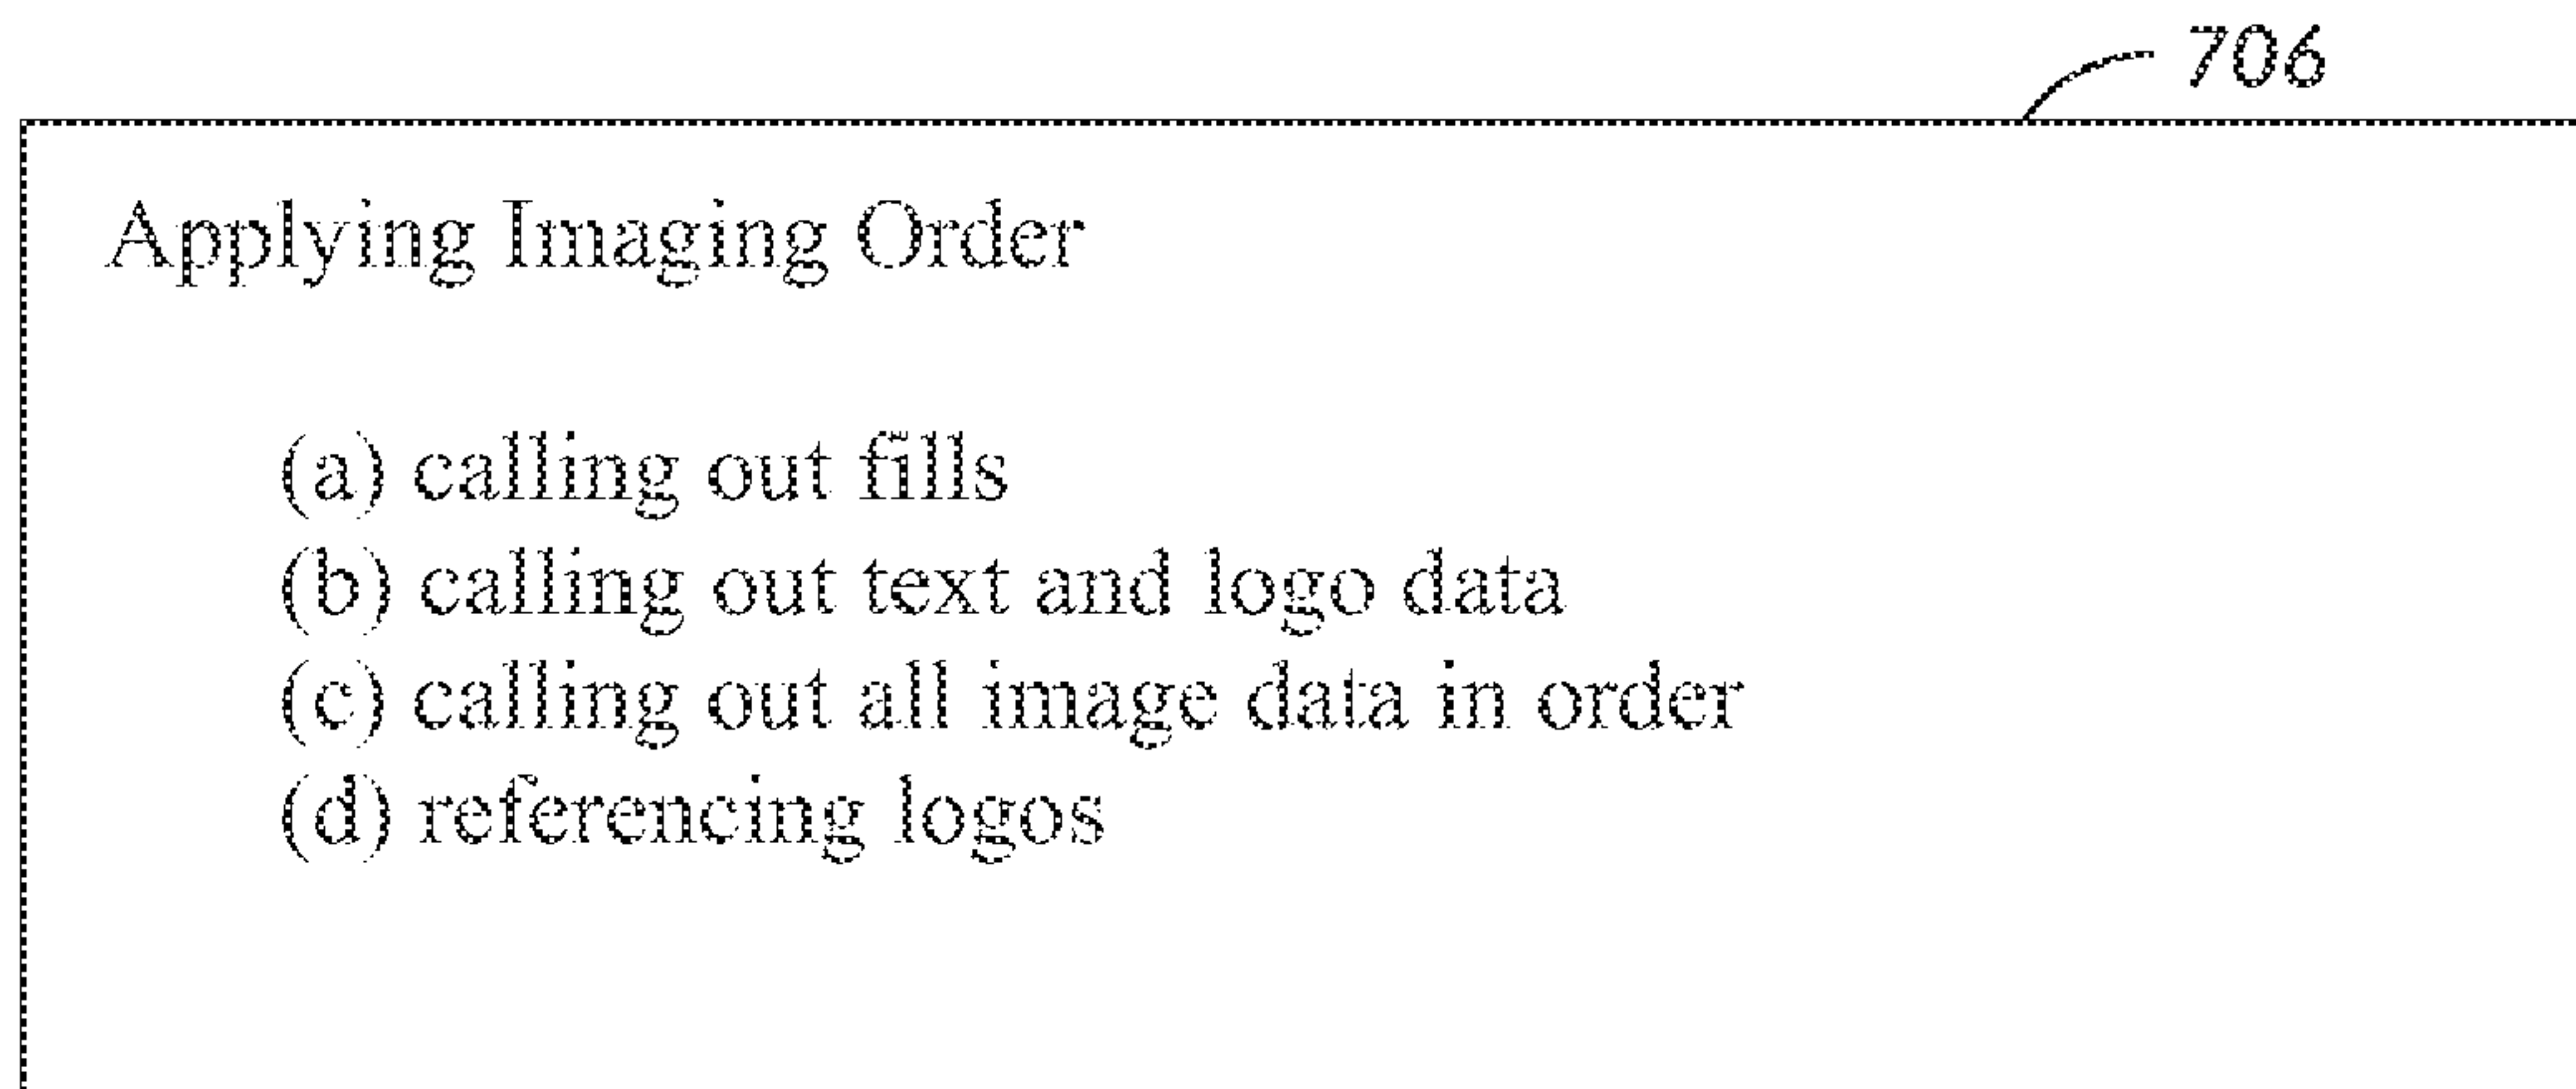 706
Applying Imaging Order
(a) calling out fills
(b) calling out text and logo data
(c) calling out all image data in order
(d) referencing logos